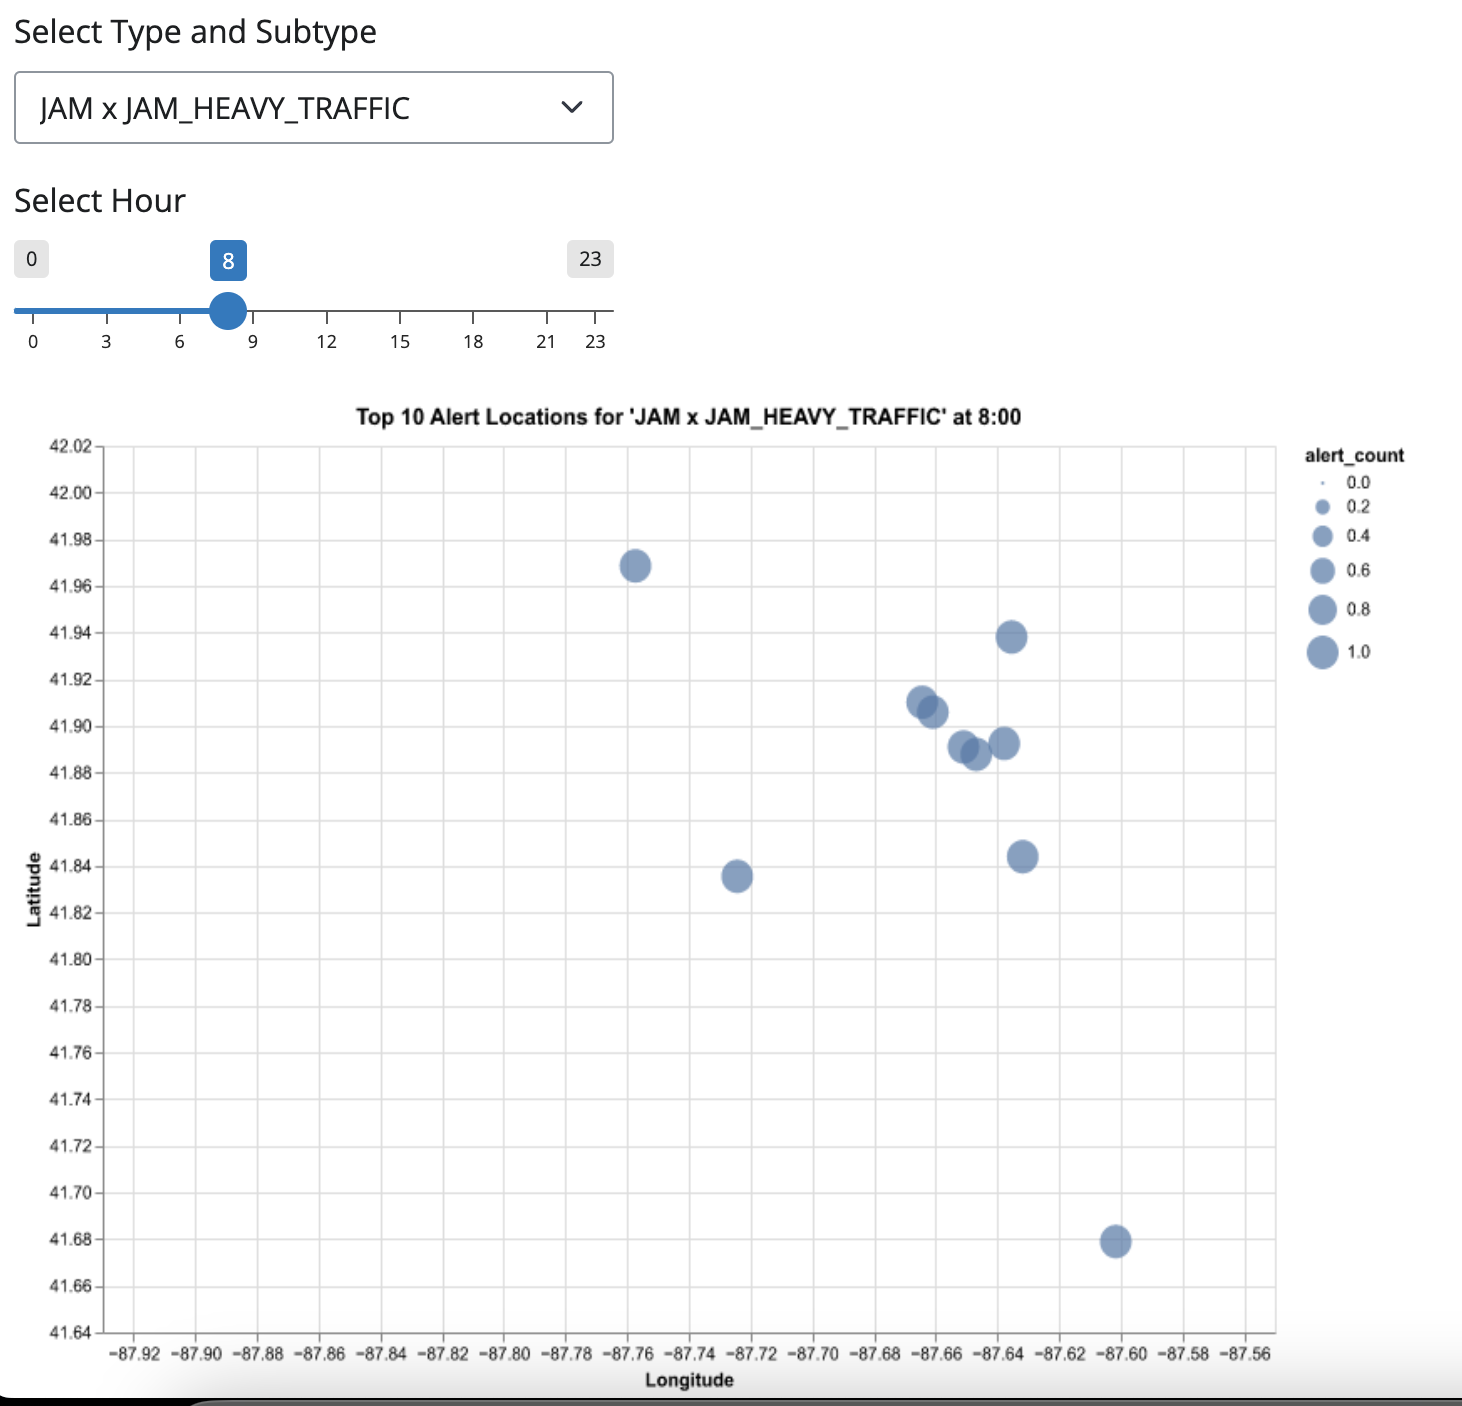 Select Type and Subtype
JAM x JAM_HEAVY_TRAFFIC
Select Hour
0 8 23
0 3 6 9 12 15 18 21 23
Top 10 Alert Locations for 'JAM x JAM_HEAVY_TRAFFIC' at 8:00
alert_count
0.0
0.2
0.4
0.6
0.8
1.0
Latitude
42.02
42.00
41.98
41.96
41.94
41.92
41.90
41.88
41.86
41.84
41.82
41.80
41.78
41.76
41.74
41.72
41.70
41.68
41.66
41.64
−87.92 −87.90 −87.88 −87.86 −87.84 −87.82 −87.80 −87.78 −87.76 −87.74 −87.72 −87.70 −87.68 −87.66 −87.64 −87.62 −87.60 −87.58 −87.56
Longitude